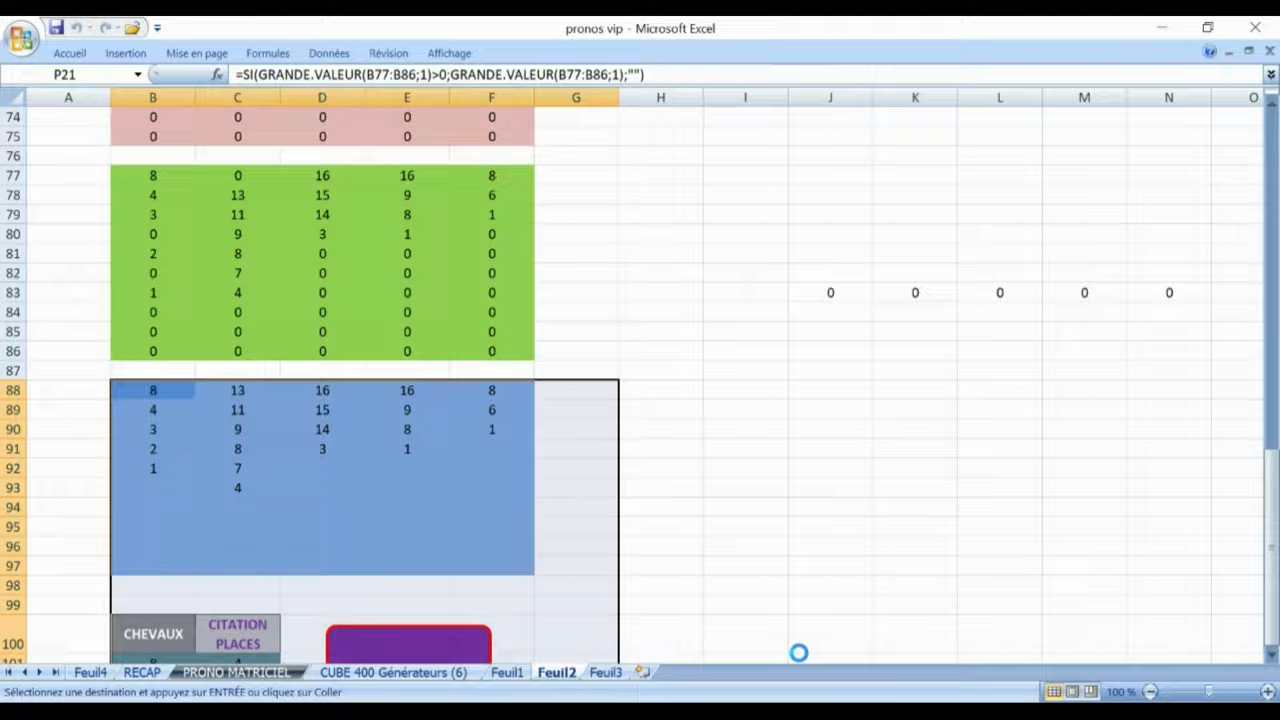 pronos vip - Microsoft Excel
Accueil Insertion Mise en page Formules Données Révision Affichage
P21 fx =SI(GRANDE.VALEUR(B77:B86;1)>0;GRANDE.VALEUR(B77:B86;1);"")
A B C D E F G H I J K L M N O
74 0 0 0 0 0
75 0 0 0 0 0
76
77 8 0 16 16 8
78 4 13 15 9 6
79 3 11 14 8 1
80 0 9 3 1 0
81 2 8 0 0 0
82 0 7 0 0 0
83 1 4 0 0 0 0 0 0 0 0
84 0 0 0 0 0
85 0 0 0 0 0
86 0 0 0 0 0
87
88 8 13 16 16 8
89 4 11 15 9 6
90 3 9 14 8 1
91 2 8 3 1
92 1 7
93 4
94
95
96
97
98
99
100 CHEVAUX CITATION
PLACES
Feuil4 RECAP PRONO MATRICIEL CUBE 400 Générateurs (6) Feuil1 Feuil2 Feuil3
Sélectionnez une destination et appuyez sur ENTRÉE ou cliquez sur Coller 100 %